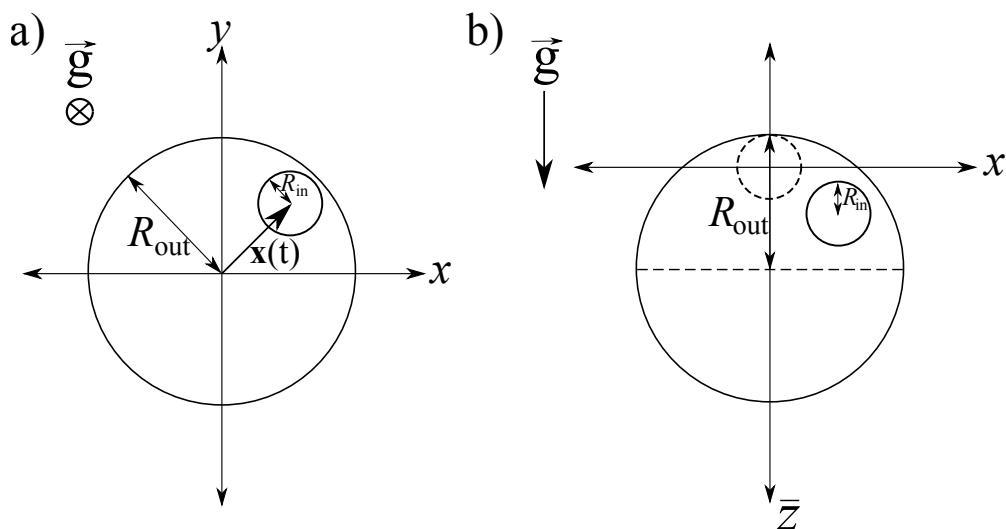 a)
g⃗
y
R_in
R_out
x(t)
x
b)
g⃗
x
R_in
R_out
z̄